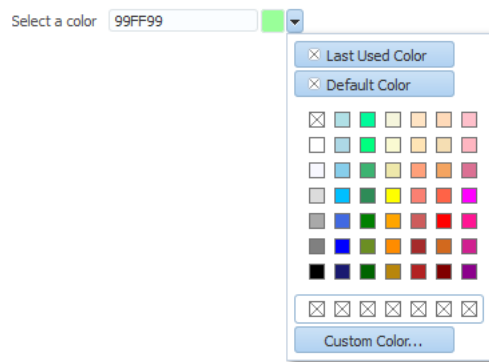 Select a color 99FF99
Last Used Color
Default Color
Custom Color...